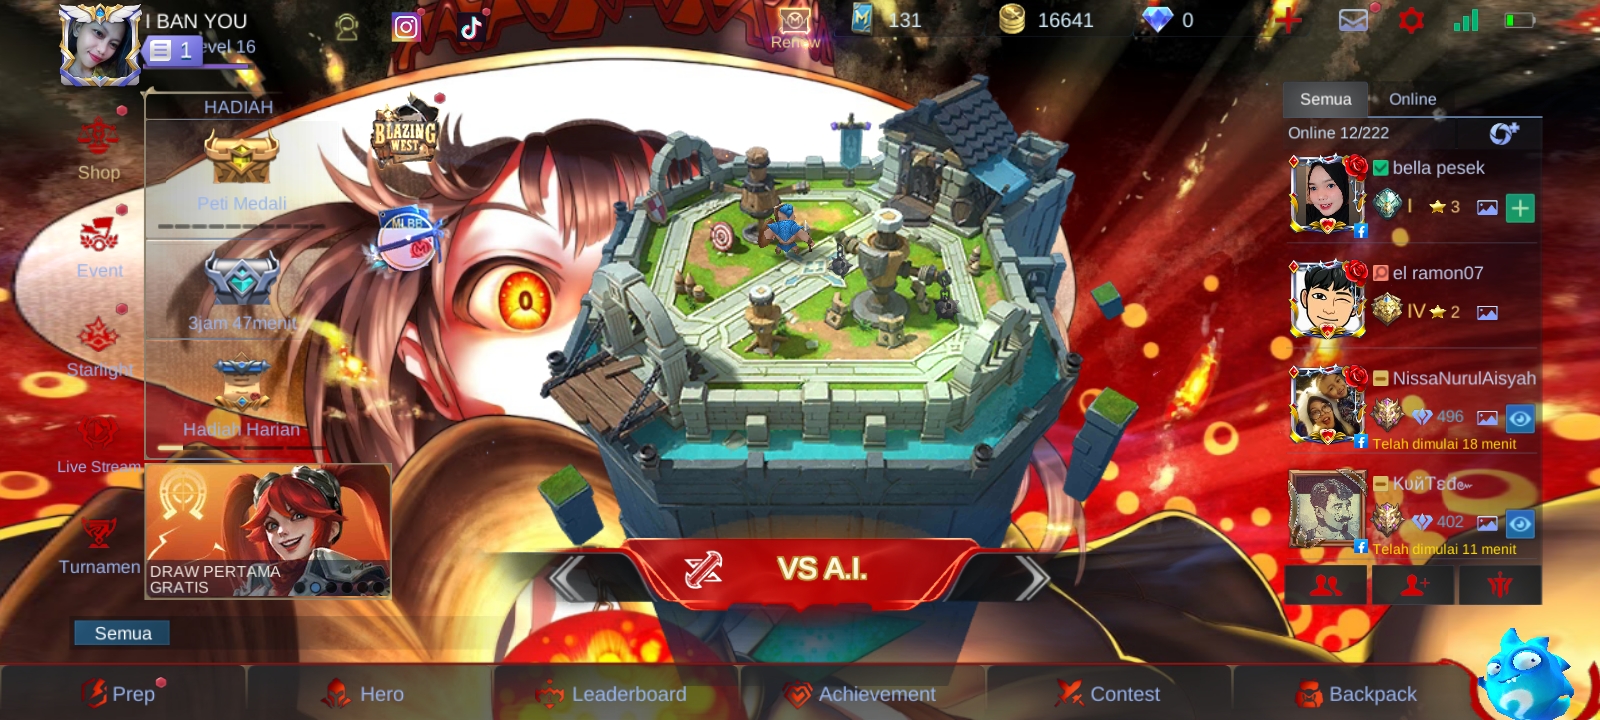 I BAN YOU
1
evel 16
Renew
131
16641
0
HADIAH
Peti Medali
3jam 47menit
Hadiah Harian
Shop
Event
Starlight
Live Stream
Turnamen
BLAZING
WEST
MLBB
DRAW PERTAMA
GRATIS
Semua
VS A.I.
Semua
Online
Online 12/222
bella pesek
I
3
el ramon07
IV
2
NissaNurulAisyah
496
Telah dimulai 18 menit
402
Telah dimulai 11 menit
Prep
Hero
Leaderboard
Achievement
Contest
Backpack